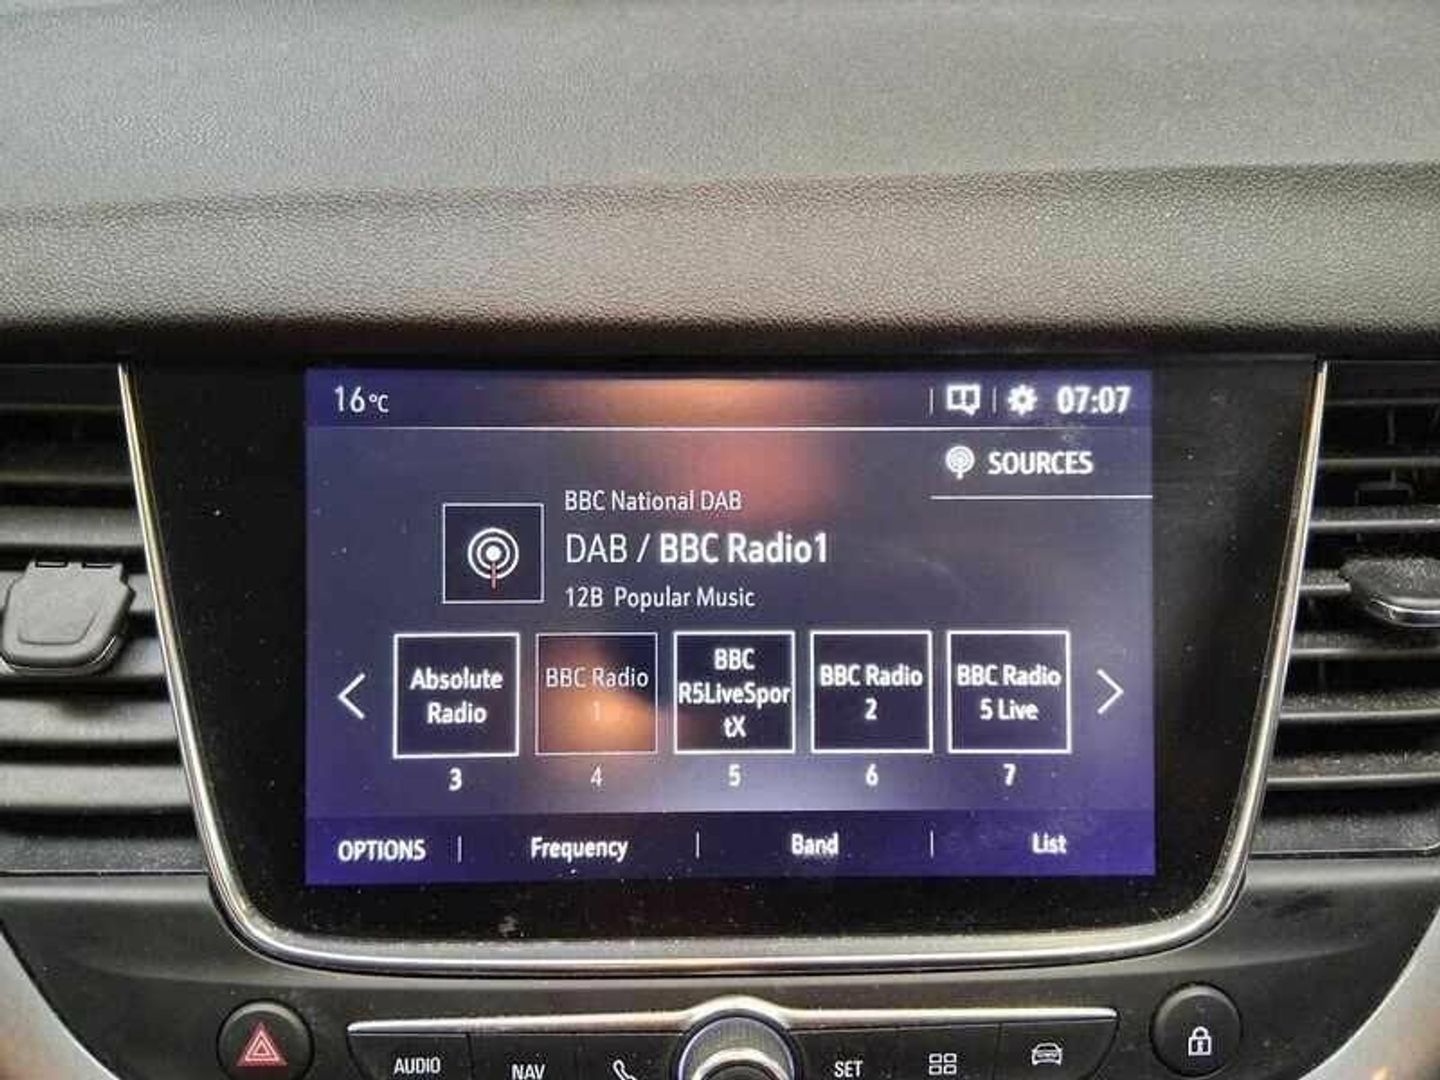 16°C
07:07
SOURCES
BBC National DAB
DAB / BBC Radio1
12B Popular Music
Absolute
Radio
3
BBC Radio
1
4
BBC
R5LiveSpor
tX
5
BBC Radio
2
6
BBC Radio
5 Live
7
OPTIONS
Frequency
Band
List
AUDIO
NAV
SET